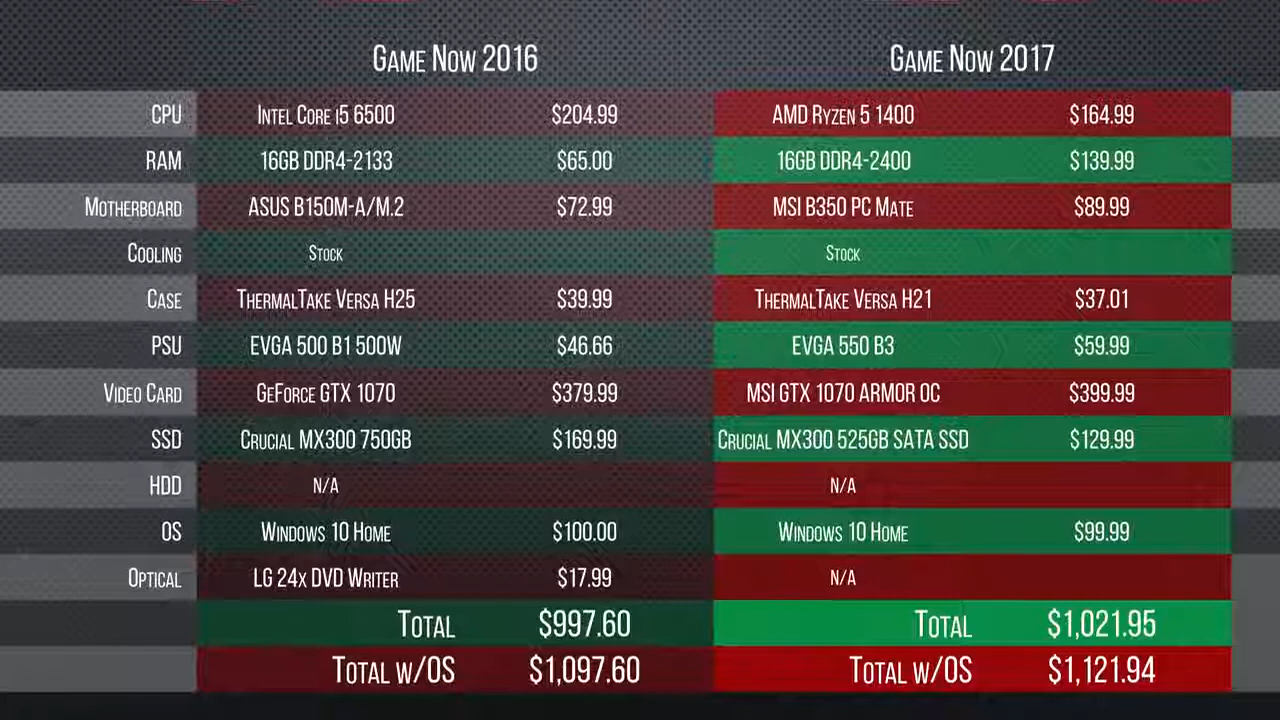 Game Now 2016 Game Now 2017
CPU Intel Core i5 6500 $204.99 AMD Ryzen 5 1400 $164.99
RAM 16GB DDR4-2133 $65.00 16GB DDR4-2400 $139.99
Motherboard ASUS B150M-A/M.2 $72.99 MSI B350 PC Mate $89.99
Cooling Stock Stock
Case ThermalTake Versa H25 $39.99 ThermalTake Versa H21 $37.01
PSU EVGA 500 B1 500W $46.66 EVGA 550 B3 $59.99
Video Card GeForce GTX 1070 $379.99 MSI GTX 1070 ARMOR OC $399.99
SSD Crucial MX300 750GB $169.99 Crucial MX300 525GB SATA SSD $129.99
HDD N/A N/A
OS Windows 10 Home $100.00 Windows 10 Home $99.99
Optical LG 24x DVD Writer $17.99 N/A
Total $997.60 Total $1,021.95
Total w/OS $1,097.60 Total w/OS $1,121.94